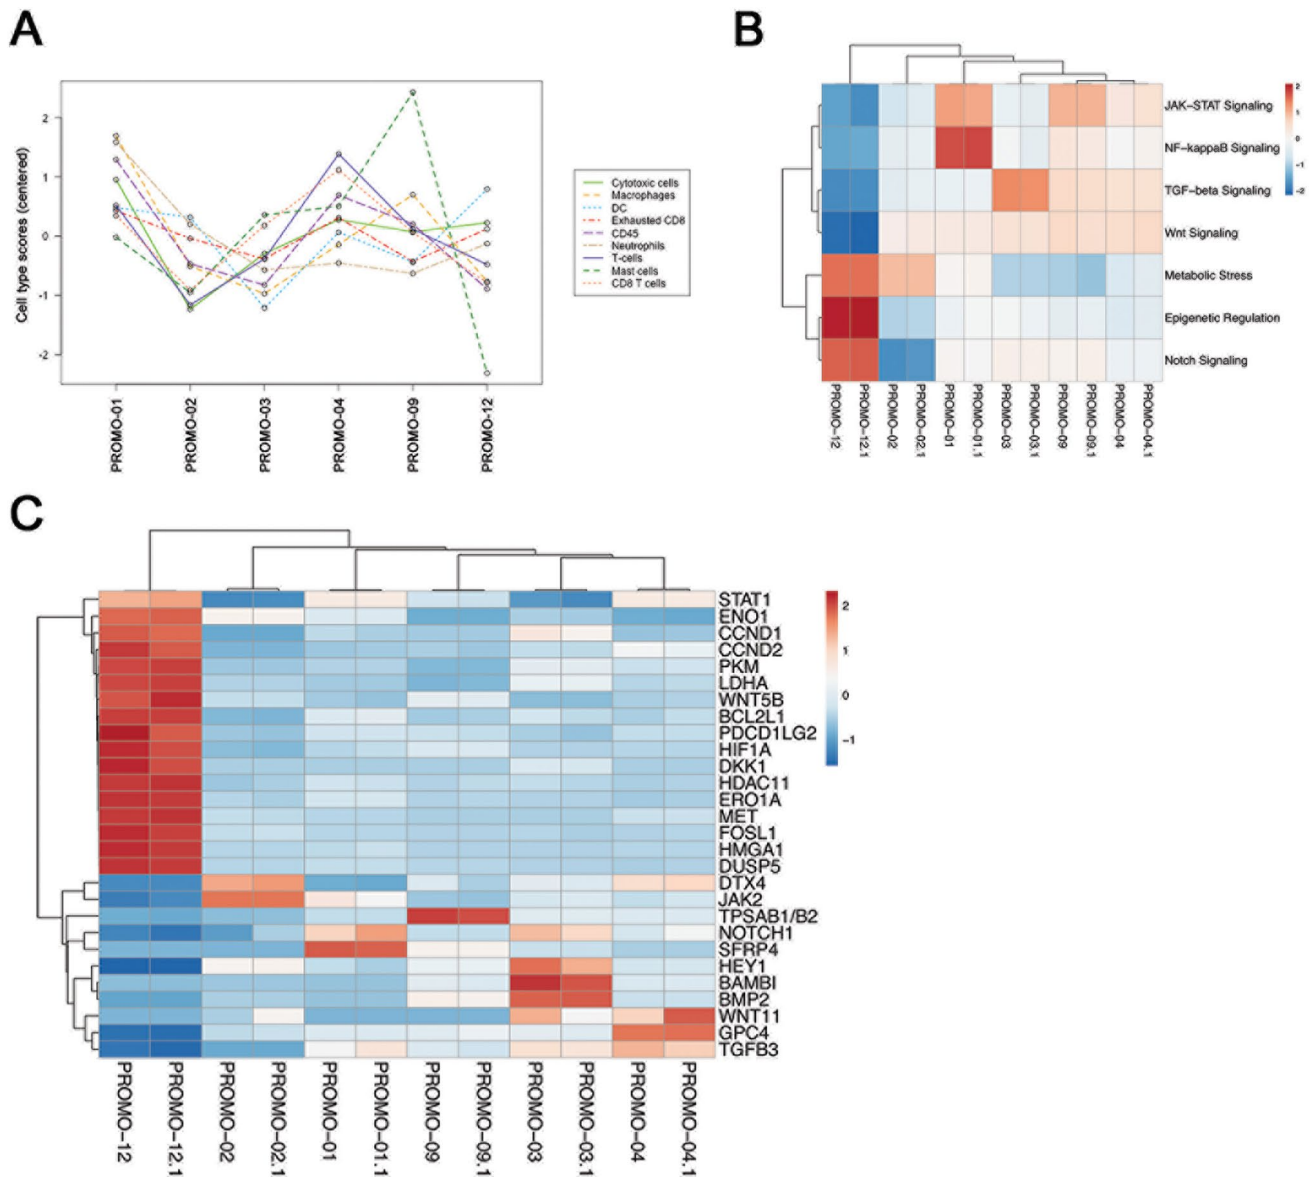 A
Cell type scores (centered)
2
1
0
-1
-2
PROMO-01
PROMO-02
PROMO-03
PROMO-04
PROMO-09
PROMO-12
Cytotoxic cells
Macrophages
DC
Exhausted CD8
CD45
Neutrophils
T-cells
Mast cells
CD8 T cells
B
JAK-STAT Signaling
NF-kappaB Signaling
TGF-beta Signaling
Wnt Signaling
Metabolic Stress
Epigenetic Regulation
Notch Signaling
2
1
0
-1
-2
PROMO-12
PROMO-12.1
PROMO-02
PROMO-02.1
PROMO-01
PROMO-01.1
PROMO-03
PROMO-03.1
PROMO-09
PROMO-09.1
PROMO-04
PROMO-04.1
C
STAT1
ENO1
CCND1
CCND2
PKM
LDHA
WNT5B
BCL2L1
PDCD1LG2
HIF1A
DKK1
HDAC11
ERO1A
MET
FOSL1
HMGA1
DUSP5
DTX4
JAK2
TPSAB1/B2
NOTCH1
SFRP4
HEY1
BAMBI
BMP2
WNT11
GPC4
TGFB3
2
1
0
-1
PROMO-12
PROMO-12.1
PROMO-02
PROMO-02.1
PROMO-01
PROMO-01.1
PROMO-09
PROMO-09.1
PROMO-03
PROMO-03.1
PROMO-04
PROMO-04.1